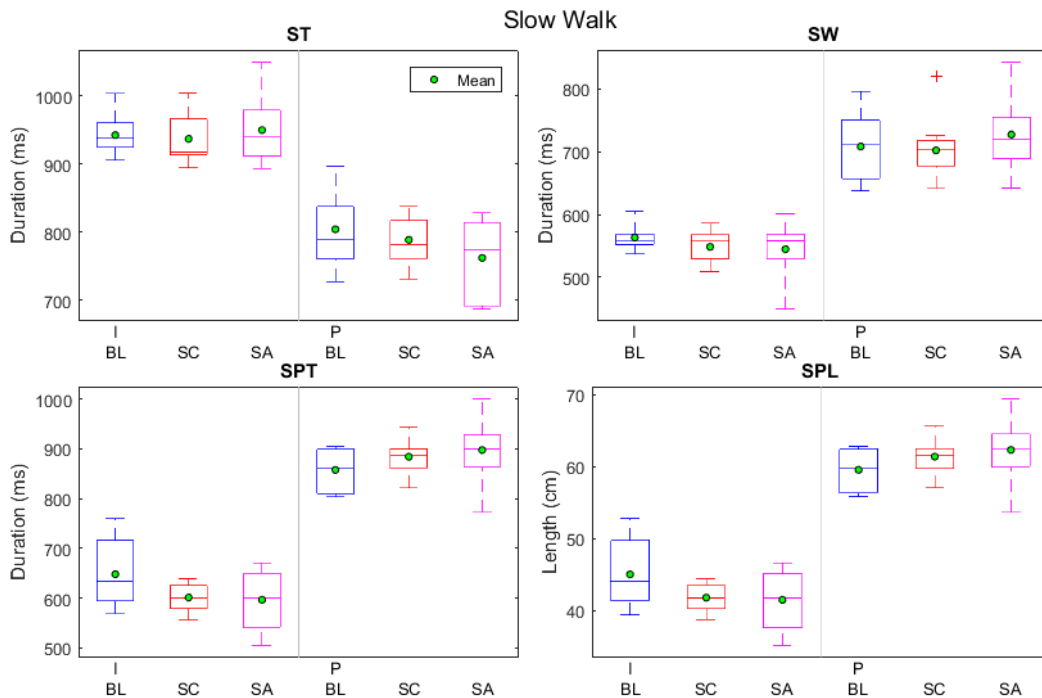 Slow Walk
ST
Duration (ms)
1000
900
800
700
Mean
I P
BL SC SA BL SC SA
SW
Duration (ms)
800
700
600
500
I P
BL SC SA BL SC SA
SPT
Duration (ms)
1000
900
800
700
600
500
I P
BL SC SA BL SC SA
SPL
Length (cm)
70
60
50
40
I P
BL SC SA BL SC SA